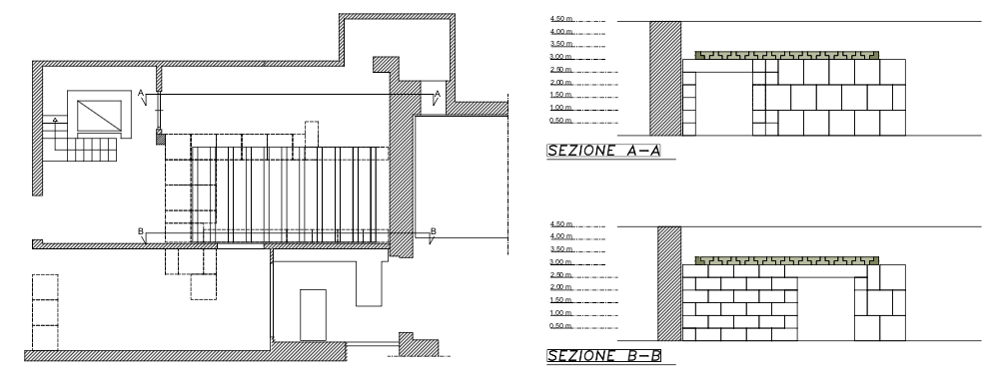 A A
B B
4,50 m.
4,00 m.
3,50 m.
3,00 m.
2,50 m.
2,00 m.
1,50 m.
1,00 m.
0,50 m.
SEZIONE A-A
4,50 m.
4,00 m.
3,50 m.
3,00 m.
2,50 m.
2,00 m.
1,50 m.
1,00 m.
0,50 m.
SEZIONE B-B